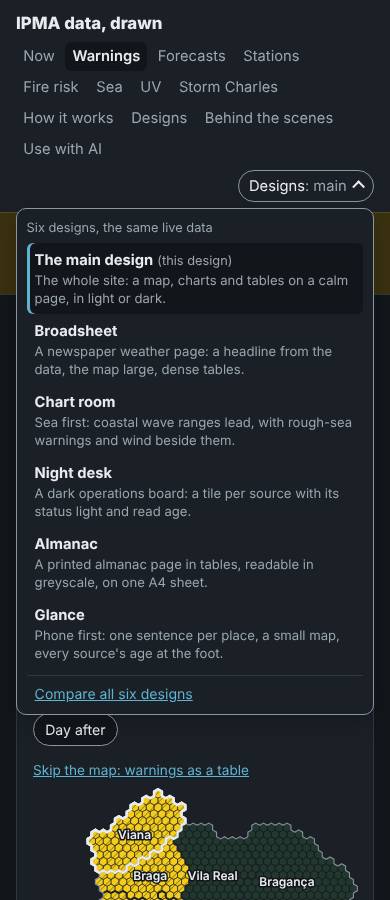 IPMA data, drawn
Now Warnings Forecasts Stations
Fire risk Sea UV Storm Charles
How it works Designs Behind the scenes
Use with AI
Designs: main
Six designs, the same live data
The main design (this design)
The whole site: a map, charts and tables on a calm
page, in light or dark.
Broadsheet
A newspaper weather page: a headline from the
data, the map large, dense tables.
Chart room
Sea first: coastal wave ranges lead, with rough-sea
warnings and wind beside them.
Night desk
A dark operations board: a tile per source with its
status light and read age.
Almanac
A printed almanac page in tables, readable in
greyscale, on one A4 sheet.
Glance
Phone first: one sentence per place, a small map,
every source's age at the foot.
Compare all six designs
Day after
Skip the map: warnings as a table
Viana
Braga Vila Real Bragança